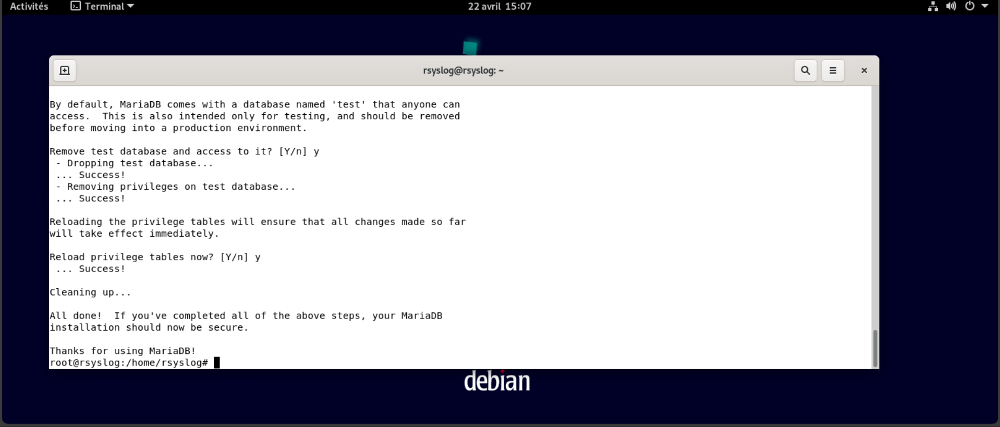 Activités Terminal 22 avril 15:07
rsyslog@rsyslog: ~
By default, MariaDB comes with a database named 'test' that anyone can
access.  This is also intended only for testing, and should be removed
before moving into a production environment.
Remove test database and access to it? [Y/n] y
 - Dropping test database...
 ... Success!
 - Removing privileges on test database...
 ... Success!
Reloading the privilege tables will ensure that all changes made so far
will take effect immediately.
Reload privilege tables now? [Y/n] y
 ... Success!
Cleaning up...
All done!  If you've completed all of the above steps, your MariaDB
installation should now be secure.
Thanks for using MariaDB!
root@rsyslog:/home/rsyslog#
debian